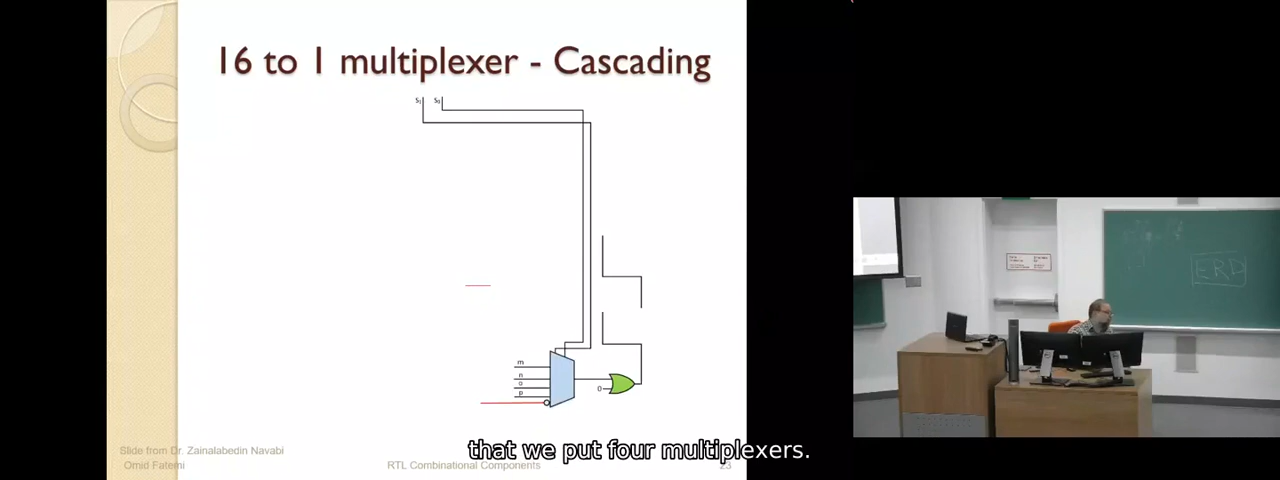 16 to 1 multiplexer - Cascading
S1 S0
m
n
o
p
0
that we put four multiplexers.
Slide from Dr. Zainalabedin Navabi
Omid Fatemi
RTL Combinational Components
23
ERD